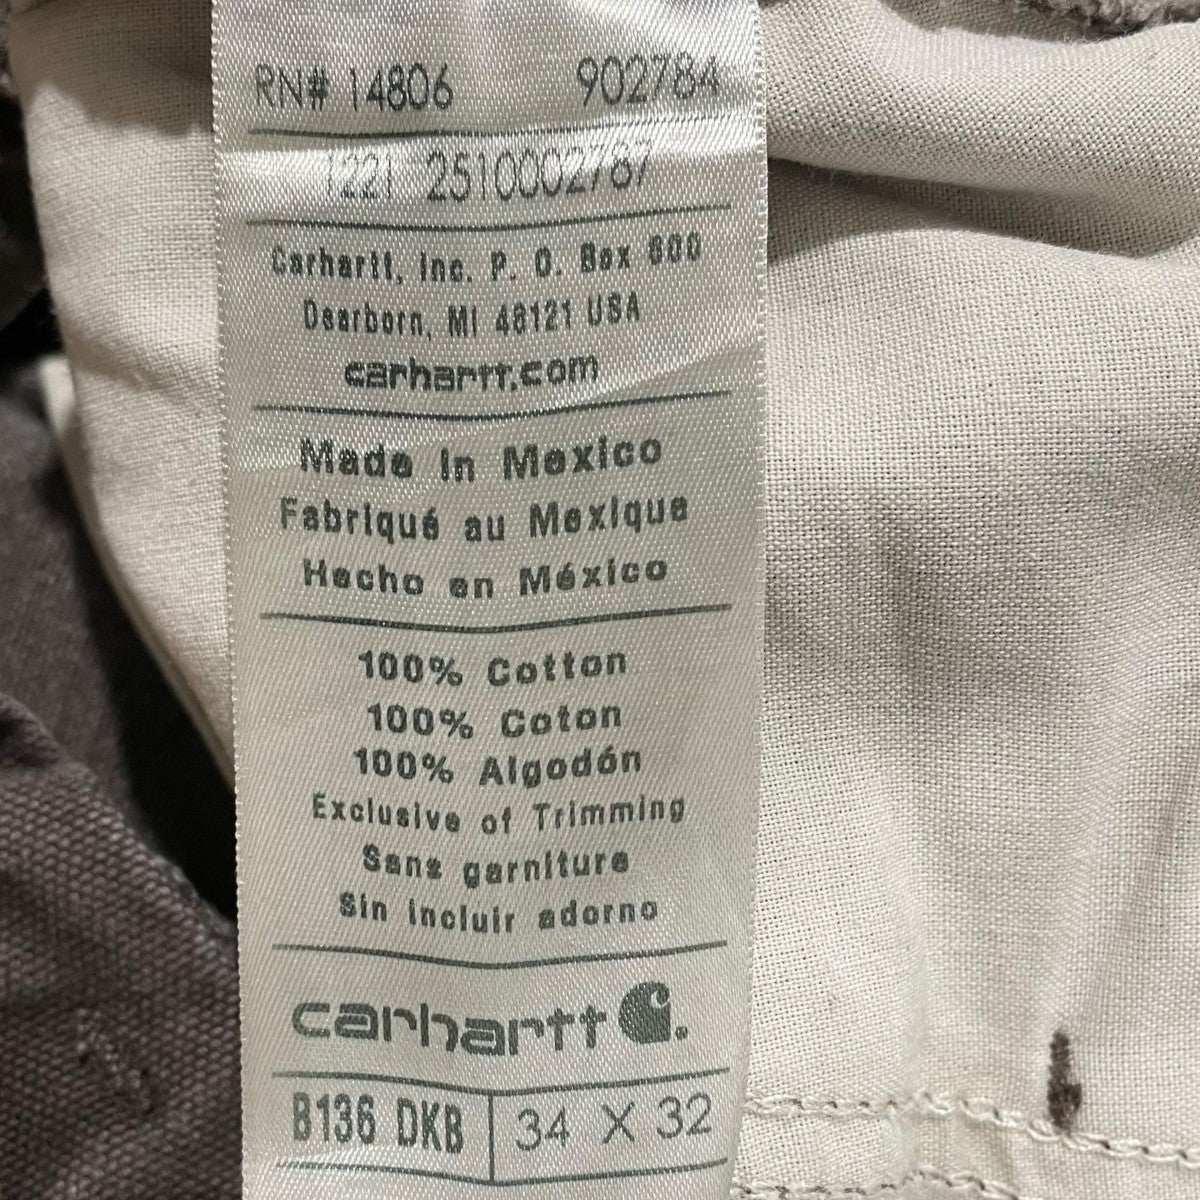 RN# 14806 902784
1221 2510002787
Carhartt, Inc. P. O. Box 600
Dearborn, MI 48121 USA
carhartt.com
Made in Mexico
Fabriqué au Mexique
Hecho en México
100% Cotton
100% Coton
100% Algodón
Exclusive of Trimming
Sans garniture
Sin incluir adorno
carhartt
B136 DKB 34 X 32